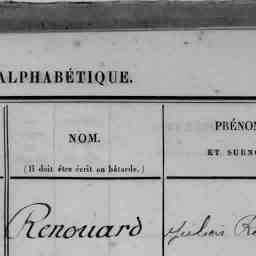 ALPHABÉTIQUE.
NOM.
PRÉNOM
ET SURNO
(Il doit être écrit en bâtarde.)
Renouard